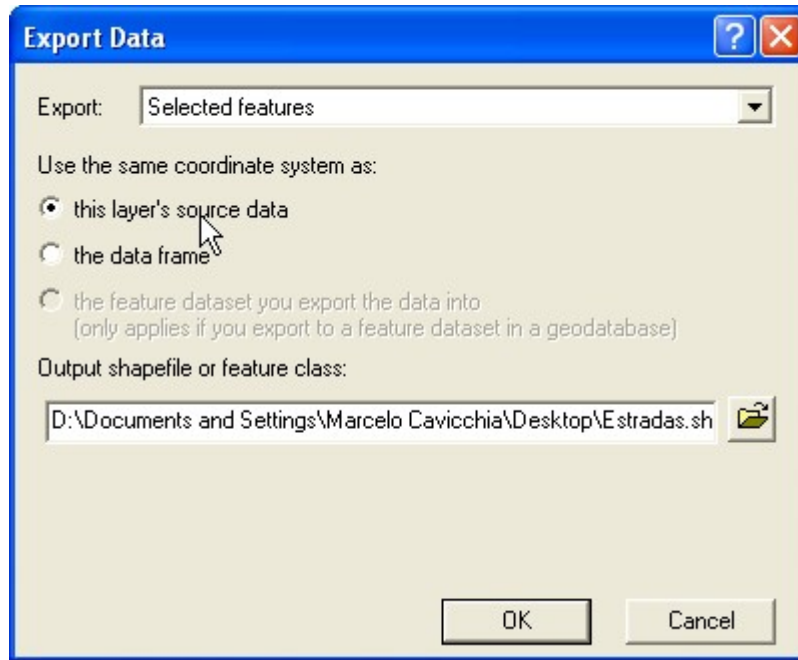 Export Data
Export: Selected features
Use the same coordinate system as:
this layer's source data
the data frame
the feature dataset you export the data into
(only applies if you export to a feature dataset in a geodatabase)
Output shapefile or feature class:
D:\Documents and Settings\Marcelo Cavicchia\Desktop\Estradas.sh
OK Cancel